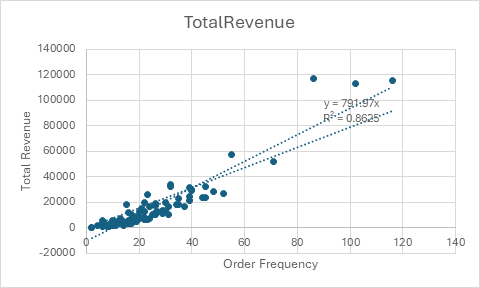 TotalRevenue
140000
120000
100000
80000
60000
40000
20000
0
-20000
0 20 40 60 80 100 120 140
y = 791.97x
R² = 0.8625
Total Revenue
Order Frequency